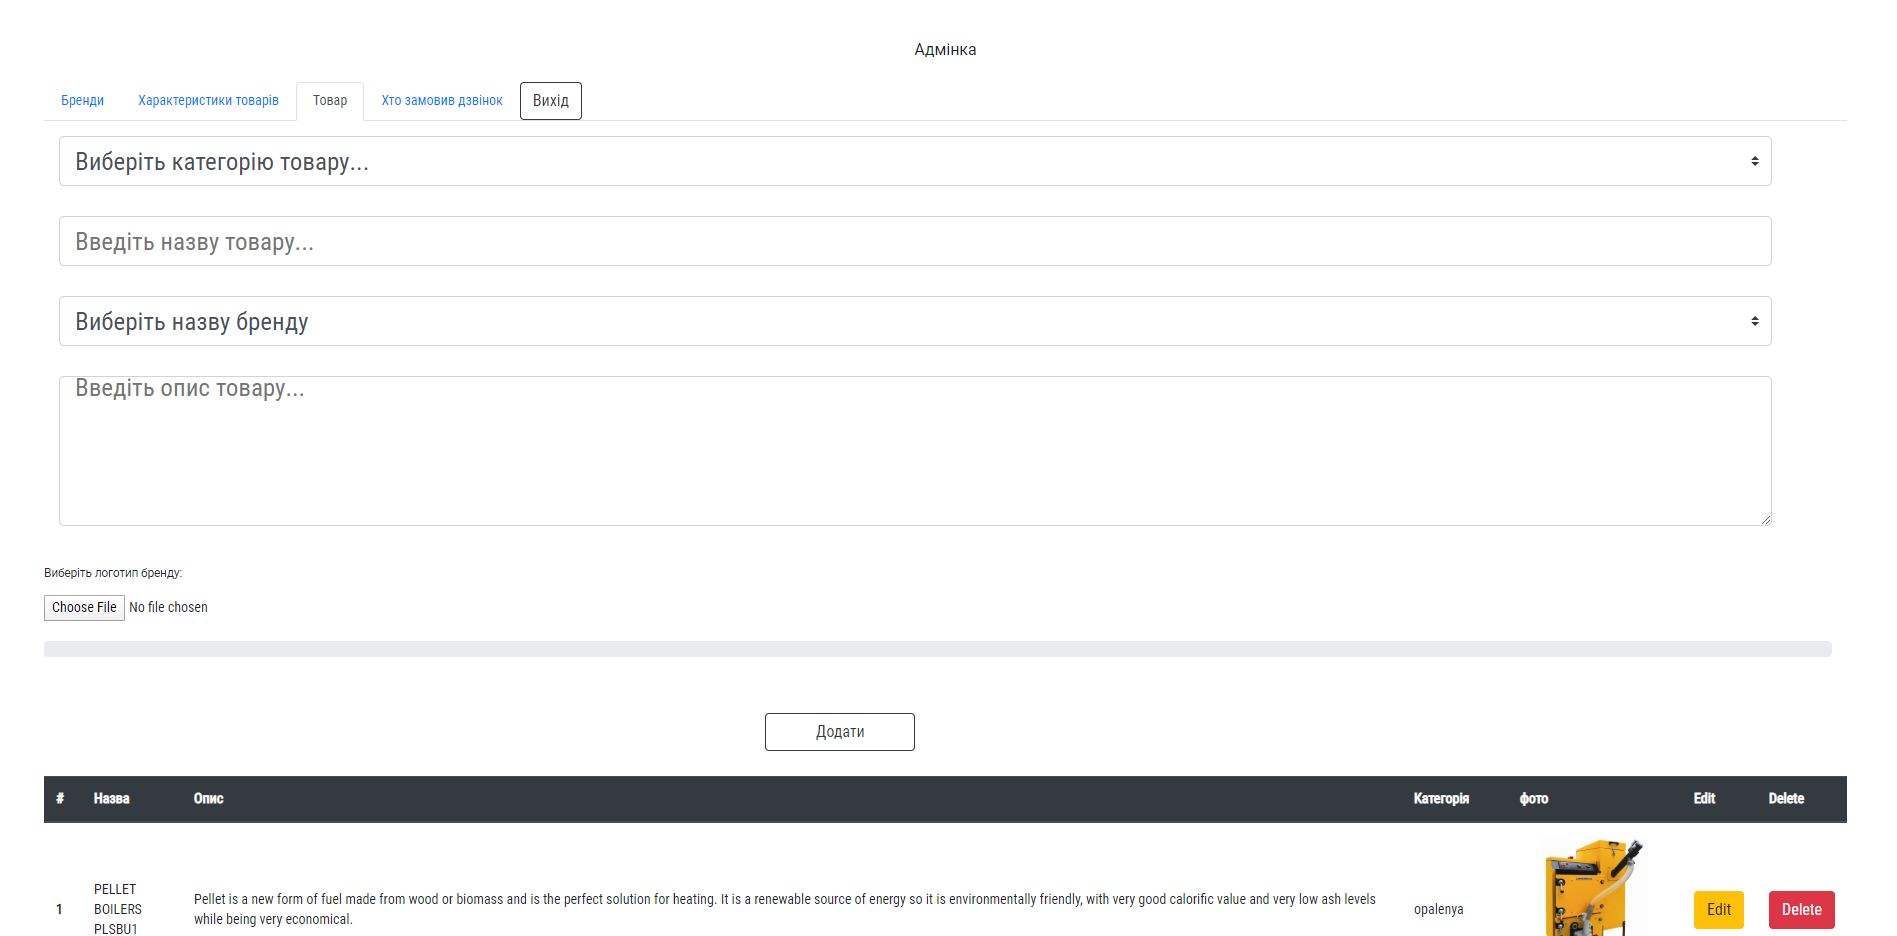 Адмінка
Бренди Характеристики товарів Товар Хто замовив дзвінок Вихід
Виберіть категорію товару...
Введіть назву товару...
Виберіть назву бренду
Введіть опис товару...
Виберіть логотип бренду:
Choose File No file chosen
Додати
# Назва Опис Категорія фото Edit Delete
1 PELLET BOILERS PLSBU1 Pellet is a new form of fuel made from wood or biomass and is the perfect solution for heating. It is a renewable source of energy so it is environmentally friendly, with very good calorific value and very low ash levels
while being very economical. opalenya Edit Delete